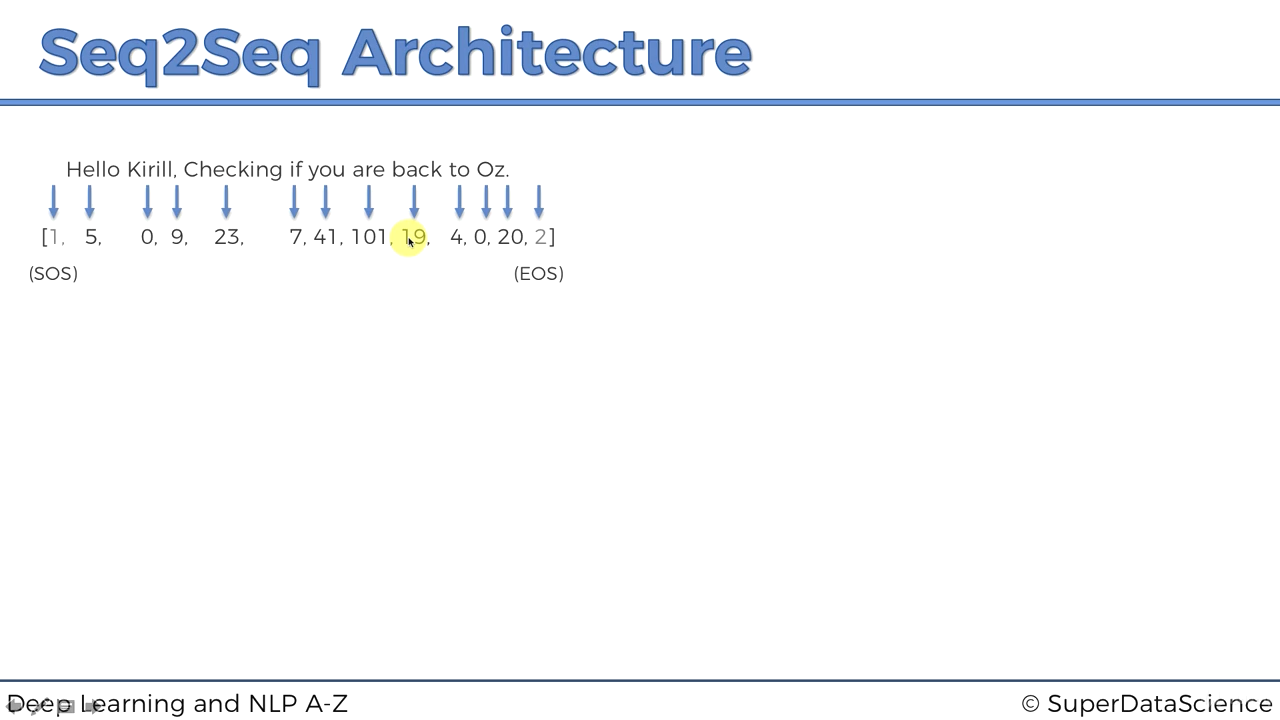 Seq2Seq Architecture
Hello Kirill, Checking if you are back to Oz.
[1, 5, 0, 9, 23, 7, 41, 101, 19, 4, 0, 20, 2]
(SOS) (EOS)
Deep Learning and NLP A-Z © SuperDataScience